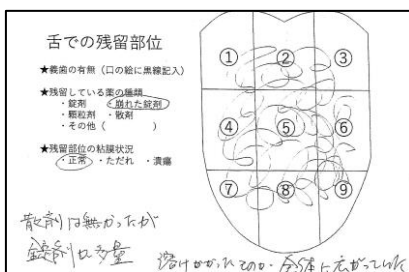 舌での残留部位
★義歯の有無（口の絵に黒線記入）
★残留している薬の種類
・錠剤　・崩れた錠剤
・顆粒剤　・散剤
・その他（　　　　）
★残留部位の粘膜状況
・正常　・ただれ　・潰瘍
① ② ③
④ ⑤ ⑥
⑦ ⑧ ⑨
散剤は無かったが
錠剤は多量
溶けかかったものが全体に広がっていた